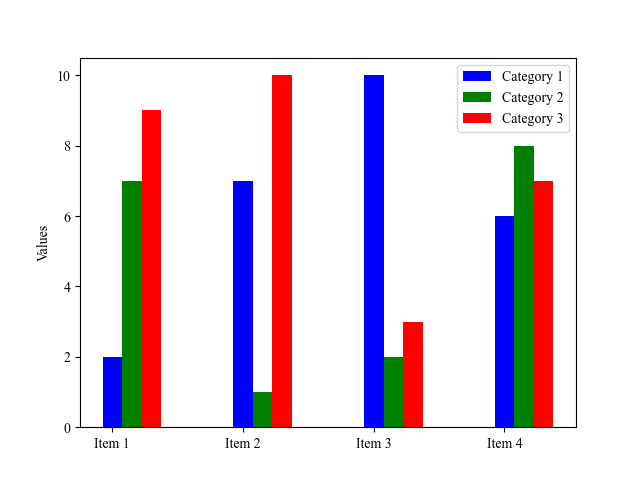 Values
10
8
6
4
2
0
Item 1
Item 2
Item 3
Item 4
Category 1
Category 2
Category 3